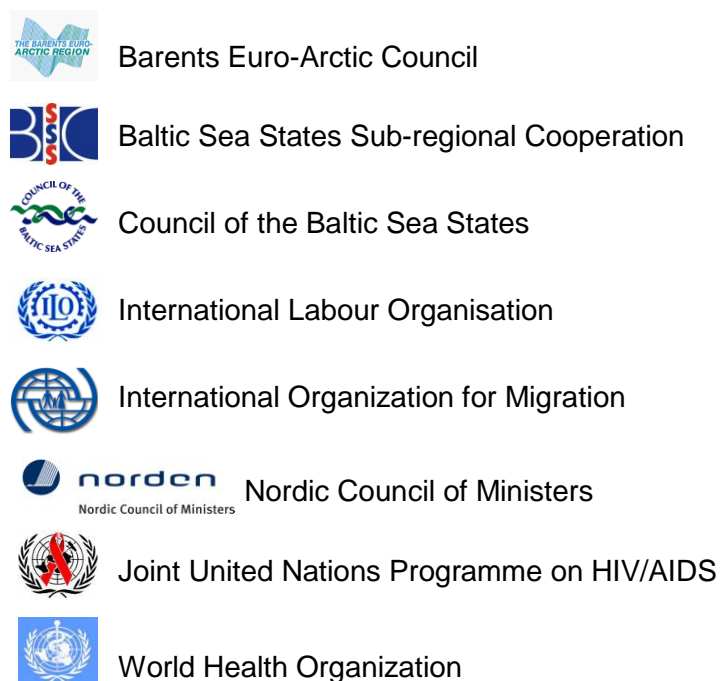 THE BARENTS EURO-
ARCTIC REGION
Barents Euro-Arctic Council
BSSSC
Baltic Sea States Sub-regional Cooperation
COUNCIL OF THE
BALTIC SEA STATES
Council of the Baltic Sea States
ILO
International Labour Organisation
International Organization for Migration
norden
Nordic Council of Ministers
Nordic Council of Ministers
Joint United Nations Programme on HIV/AIDS
World Health Organization